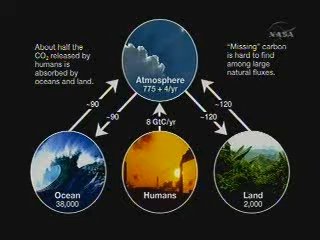 NASA
About half the
CO2 released by
humans is
absorbed by
oceans and land.
"Missing" carbon
is hard to find
among large
natural fluxes.
Atmosphere
775 + 4/yr
~90
~90
8 GtC/yr
~120
~120
Ocean
38,000
Humans
Land
2,000